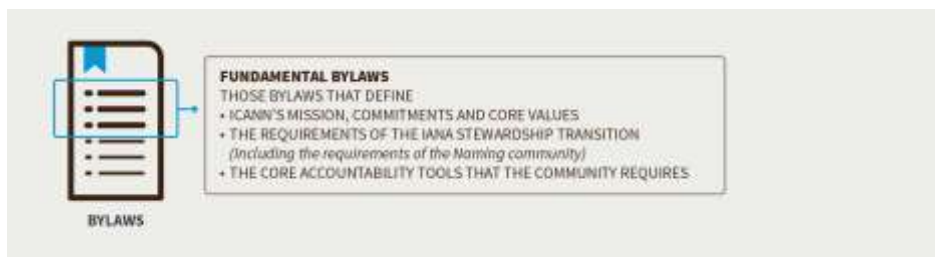 FUNDAMENTAL BYLAWS
THOSE BYLAWS THAT DEFINE
• ICANN'S MISSION, COMMITMENTS AND CORE VALUES
• THE REQUIREMENTS OF THE IANA STEWARDSHIP TRANSITION
(Including the requirements of the Naming community)
• THE CORE ACCOUNTABILITY TOOLS THAT THE COMMUNITY REQUIRES
BYLAWS